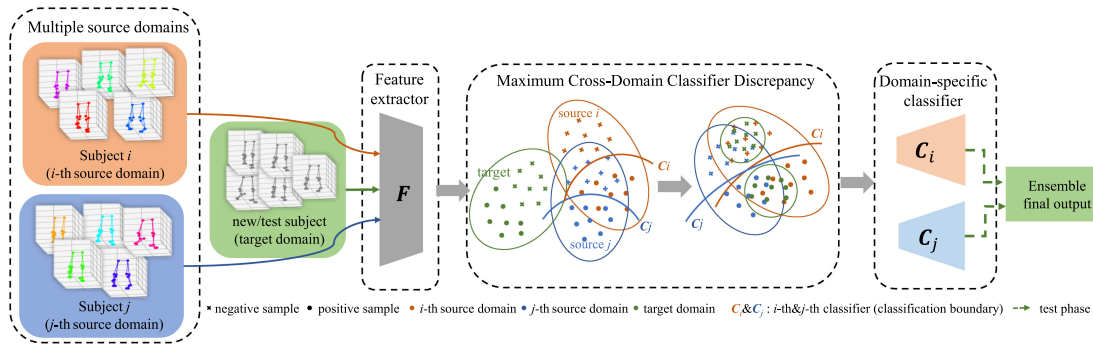 Multiple source domains
Subject i
(i-th source domain)
Subject j
(j-th source domain)
new/test subject
(target domain)
Feature
extractor
F
Maximum Cross-Domain Classifier Discrepancy
source i
target
source j
Ci
Cj
Ci
Cj
Domain-specific
classifier
Ci
Cj
Ensemble
final output
negative sample
positive sample
i-th source domain
j-th source domain
target domain
Ci&Cj : i-th&j-th classifier (classification boundary)
test phase